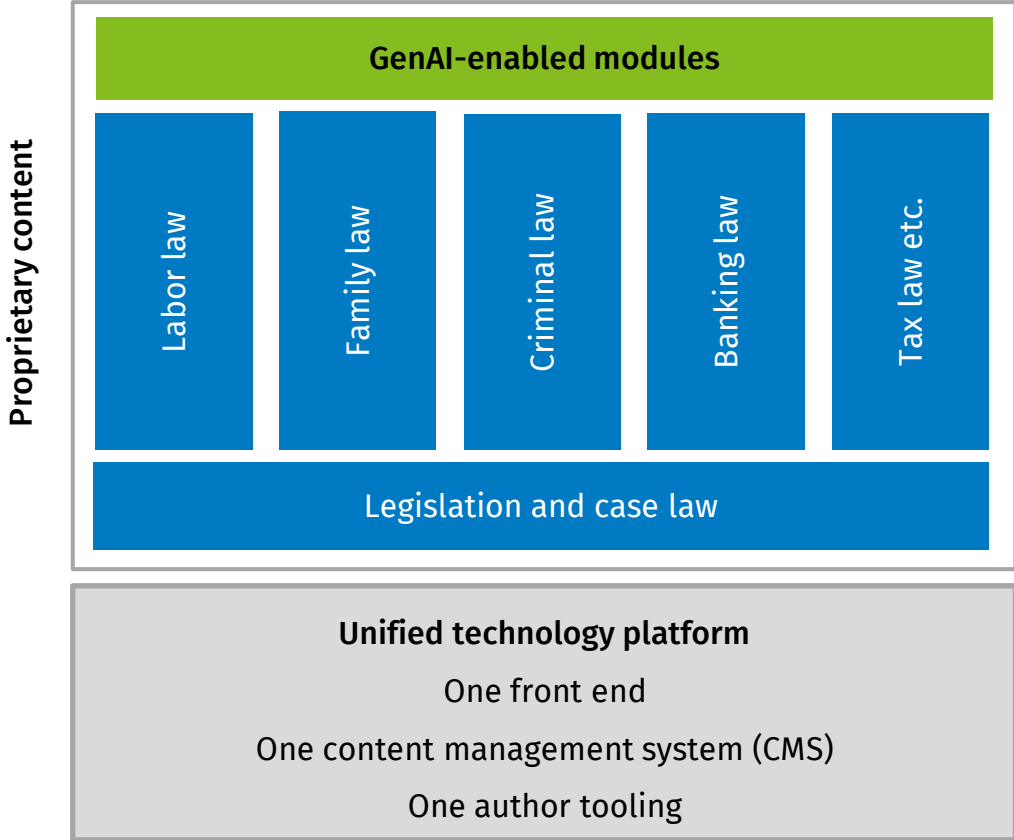 Proprietary content
GenAI-enabled modules
Labor law
Family law
Criminal law
Banking law
Tax law etc.
Legislation and case law
Unified technology platform
One front end
One content management system (CMS)
One author tooling